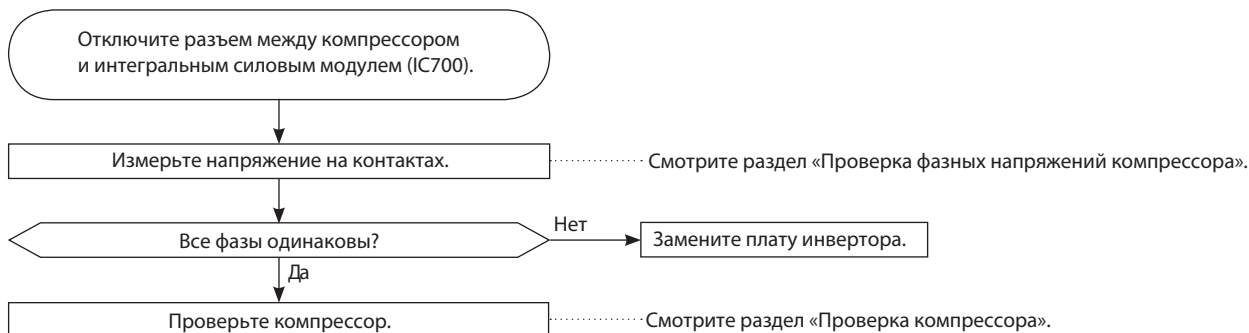 Отключите разъем между компрессором
и интегральным силовым модулем (IC700).
Измерьте напряжение на контактах.
Смотрите раздел «Проверка фазных напряжений компрессора».
Все фазы одинаковы?
Нет
Замените плату инвертора.
Да
Проверьте компрессор.
Смотрите раздел «Проверка компрессора».